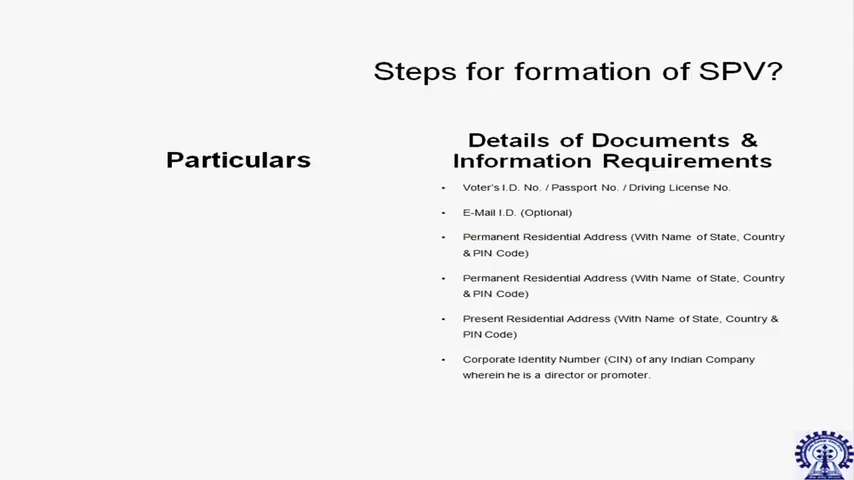 Steps for formation of SPV?
Particulars
Details of Documents &
Information Requirements
• Voter's I.D. No. / Passport No. / Driving License No.
• E-Mail I.D. (Optional)
• Permanent Residential Address (With Name of State, Country
& PIN Code)
• Permanent Residential Address (With Name of State, Country
& PIN Code)
• Present Residential Address (With Name of State, Country &
PIN Code)
• Corporate Identity Number (CIN) of any Indian Company
wherein he is a director or promoter.